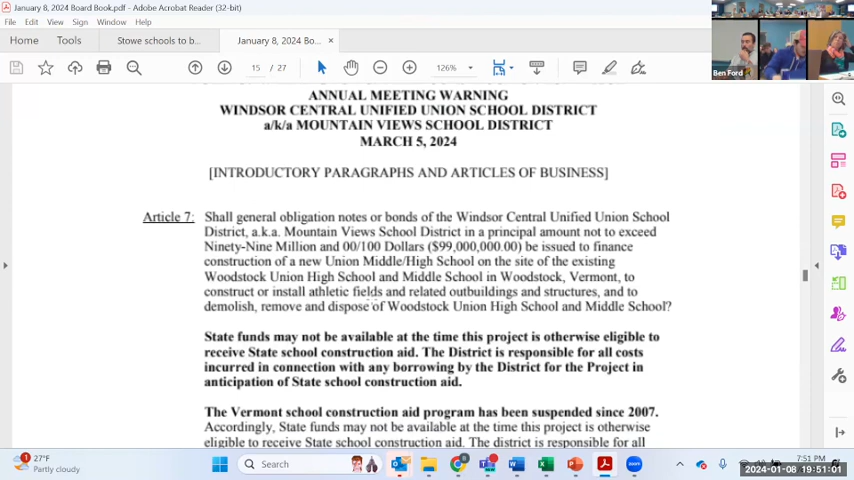 January 8, 2024 Board Book.pdf - Adobe Acrobat Reader (32-bit)
File Edit View Sign Window Help
Home Tools Stowe schools to b... January 8, 2024 Boa... ×
15 / 27 126%
Ben Ford
ANNUAL MEETING WARNING
WINDSOR CENTRAL UNIFIED UNION SCHOOL DISTRICT
a/k/a MOUNTAIN VIEWS SCHOOL DISTRICT
MARCH 5, 2024
[INTRODUCTORY PARAGRAPHS AND ARTICLES OF BUSINESS]
Article 7: Shall general obligation notes or bonds of the Windsor Central Unified Union School
District, a.k.a. Mountain Views School District in a principal amount not to exceed
Ninety-Nine Million and 00/100 Dollars ($99,000,000.00) be issued to finance
construction of a new Union Middle/High School on the site of the existing
Woodstock Union High School and Middle School in Woodstock, Vermont, to
construct or install athletic fields and related outbuildings and structures, and to
demolish, remove and dispose of Woodstock Union High School and Middle School?
State funds may not be available at the time this project is otherwise eligible to
receive State school construction aid. The District is responsible for all costs
incurred in connection with any borrowing by the District for the Project in
anticipation of State school construction aid.
The Vermont school construction aid program has been suspended since 2007.
Accordingly, State funds may not be available at the time this project is otherwise
eligible to receive State school construction aid. The district is responsible for all
1 27°F
Partly cloudy
Search
8
7:51 PM
2024-01-08 19:51:01